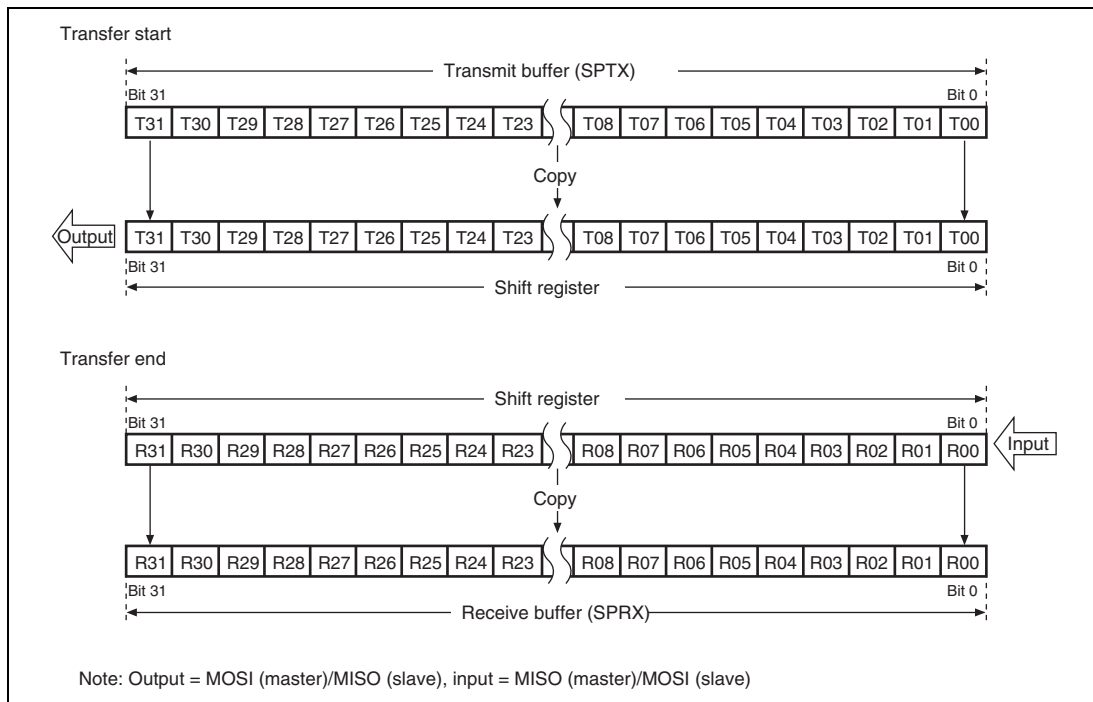 Transfer start
Transmit buffer (SPTX)
Bit 31 Bit 0
T31 T30 T29 T28 T27 T26 T25 T24 T23 T08 T07 T06 T05 T04 T03 T02 T01 T00
Copy
Output T31 T30 T29 T28 T27 T26 T25 T24 T23 T08 T07 T06 T05 T04 T03 T02 T01 T00
Bit 31 Bit 0
Shift register
Transfer end
Shift register
Bit 31 Bit 0
R31 R30 R29 R28 R27 R26 R25 R24 R23 R08 R07 R06 R05 R04 R03 R02 R01 R00 Input
Copy
R31 R30 R29 R28 R27 R26 R25 R24 R23 R08 R07 R06 R05 R04 R03 R02 R01 R00
Bit 31 Bit 0
Receive buffer (SPRX)
Note: Output = MOSI (master)/MISO (slave), input = MISO (master)/MOSI (slave)